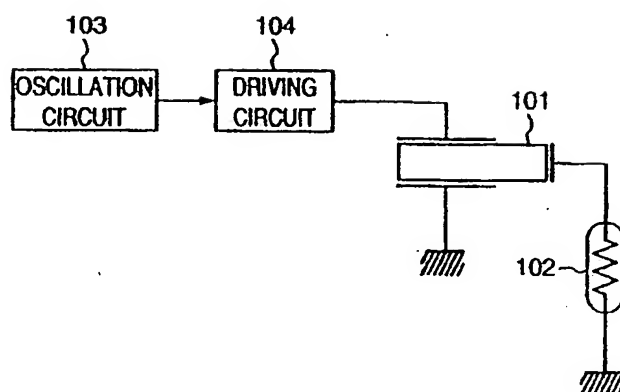 103
104
OSCILLATION
CIRCUIT
DRIVING
CIRCUIT
101
102